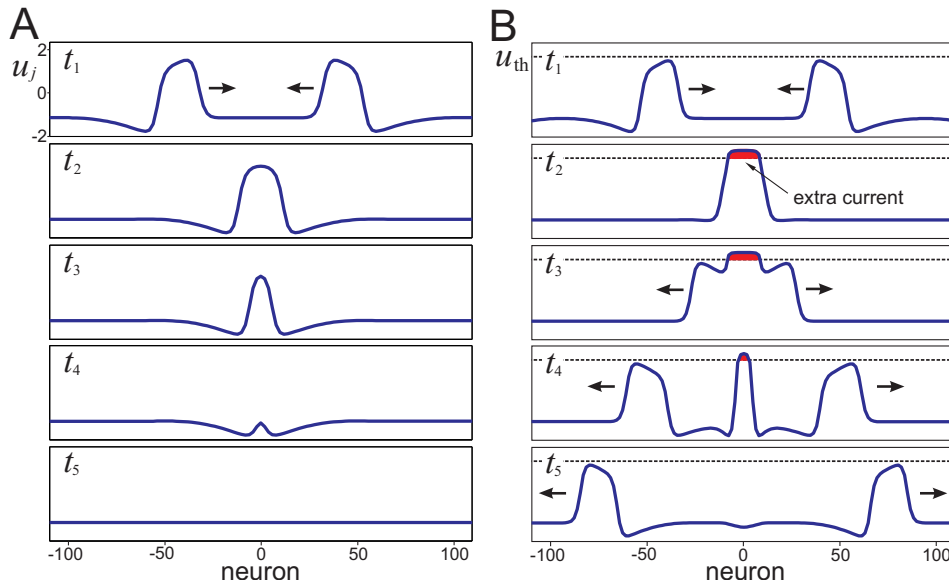 A
u_j
2
0
-2
t_1
t_2
t_3
t_4
t_5
-100
-50
0
50
100
neuron
B
u_th
t_1
t_2
extra current
t_3
t_4
t_5
-100
-50
0
50
100
neuron